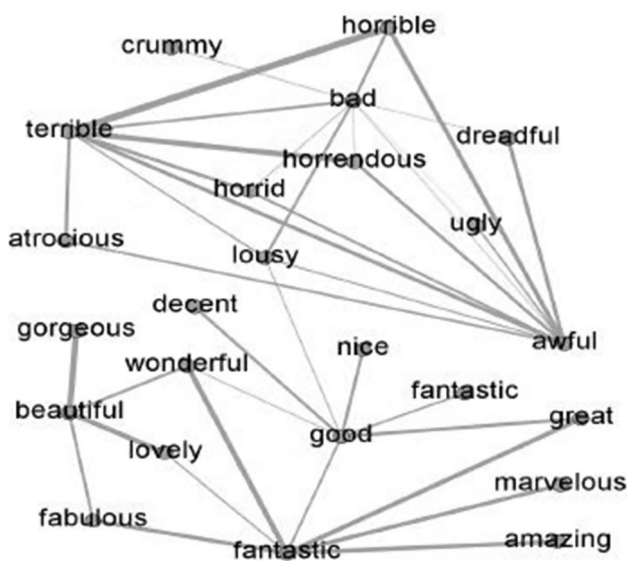 horrible
crummy
bad
terrible
dreadful
horrendous
horrid
ugly
atrocious
lousy
decent
gorgeous
nice
awful
wonderful
fantastic
beautiful
great
good
lovely
marvelous
fabulous
amazing
fantastic